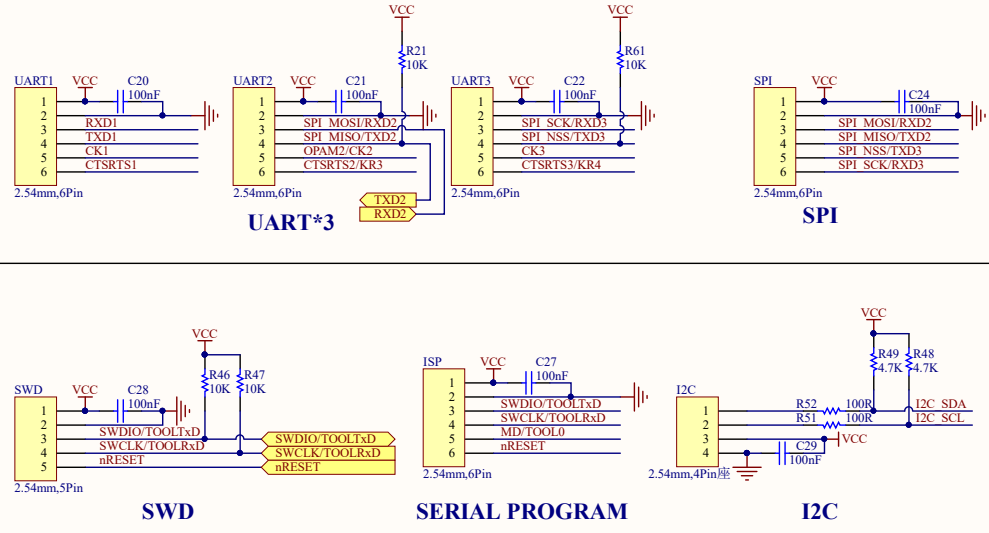 VCC
R21
10K
VCC
R61
10K
UART1
VCC
C20
100nF
1
2
3
4
5
6
RXD1
TXD1
CK1
CTSRTS1
2.54mm,6Pin
UART2
VCC
C21
100nF
1
2
3
4
5
6
SPI_MOSI/RXD2
SPI_MISO/TXD2
OPAM2/CK2
CTSRTS2/KR3
2.54mm,6Pin
TXD2
RXD2
UART3
VCC
C22
100nF
1
2
3
4
5
6
SPI_SCK/RXD3
SPI_NSS/TXD3
CK3
CTSRTS3/KR4
2.54mm,6Pin
UART*3
SPI
VCC
C24
100nF
1
2
3
4
5
6
SPI_MOSI/RXD2
SPI_MISO/TXD2
SPI_NSS/TXD3
SPI_SCK/RXD3
2.54mm,6Pin
SPI
VCC
R46
10K
R47
10K
SWD
VCC
C28
100nF
1
2
3
4
5
SWDIO/TOOLTxD
SWCLK/TOOLRxD
nRESET
SWDIO/TOOLTxD
SWCLK/TOOLRxD
nRESET
2.54mm,5Pin
SWD
ISP
VCC
C27
100nF
1
2
3
4
5
6
SWDIO/TOOLTxD
SWCLK/TOOLRxD
MD/TOOL0
nRESET
2.54mm,6Pin
SERIAL PROGRAM
VCC
R49
4.7K
R48
4.7K
I2C
1
2
3
4
R52
100R
R51
100R
I2C_SDA
I2C_SCL
VCC
C29
100nF
2.54mm,4Pin座
I2C